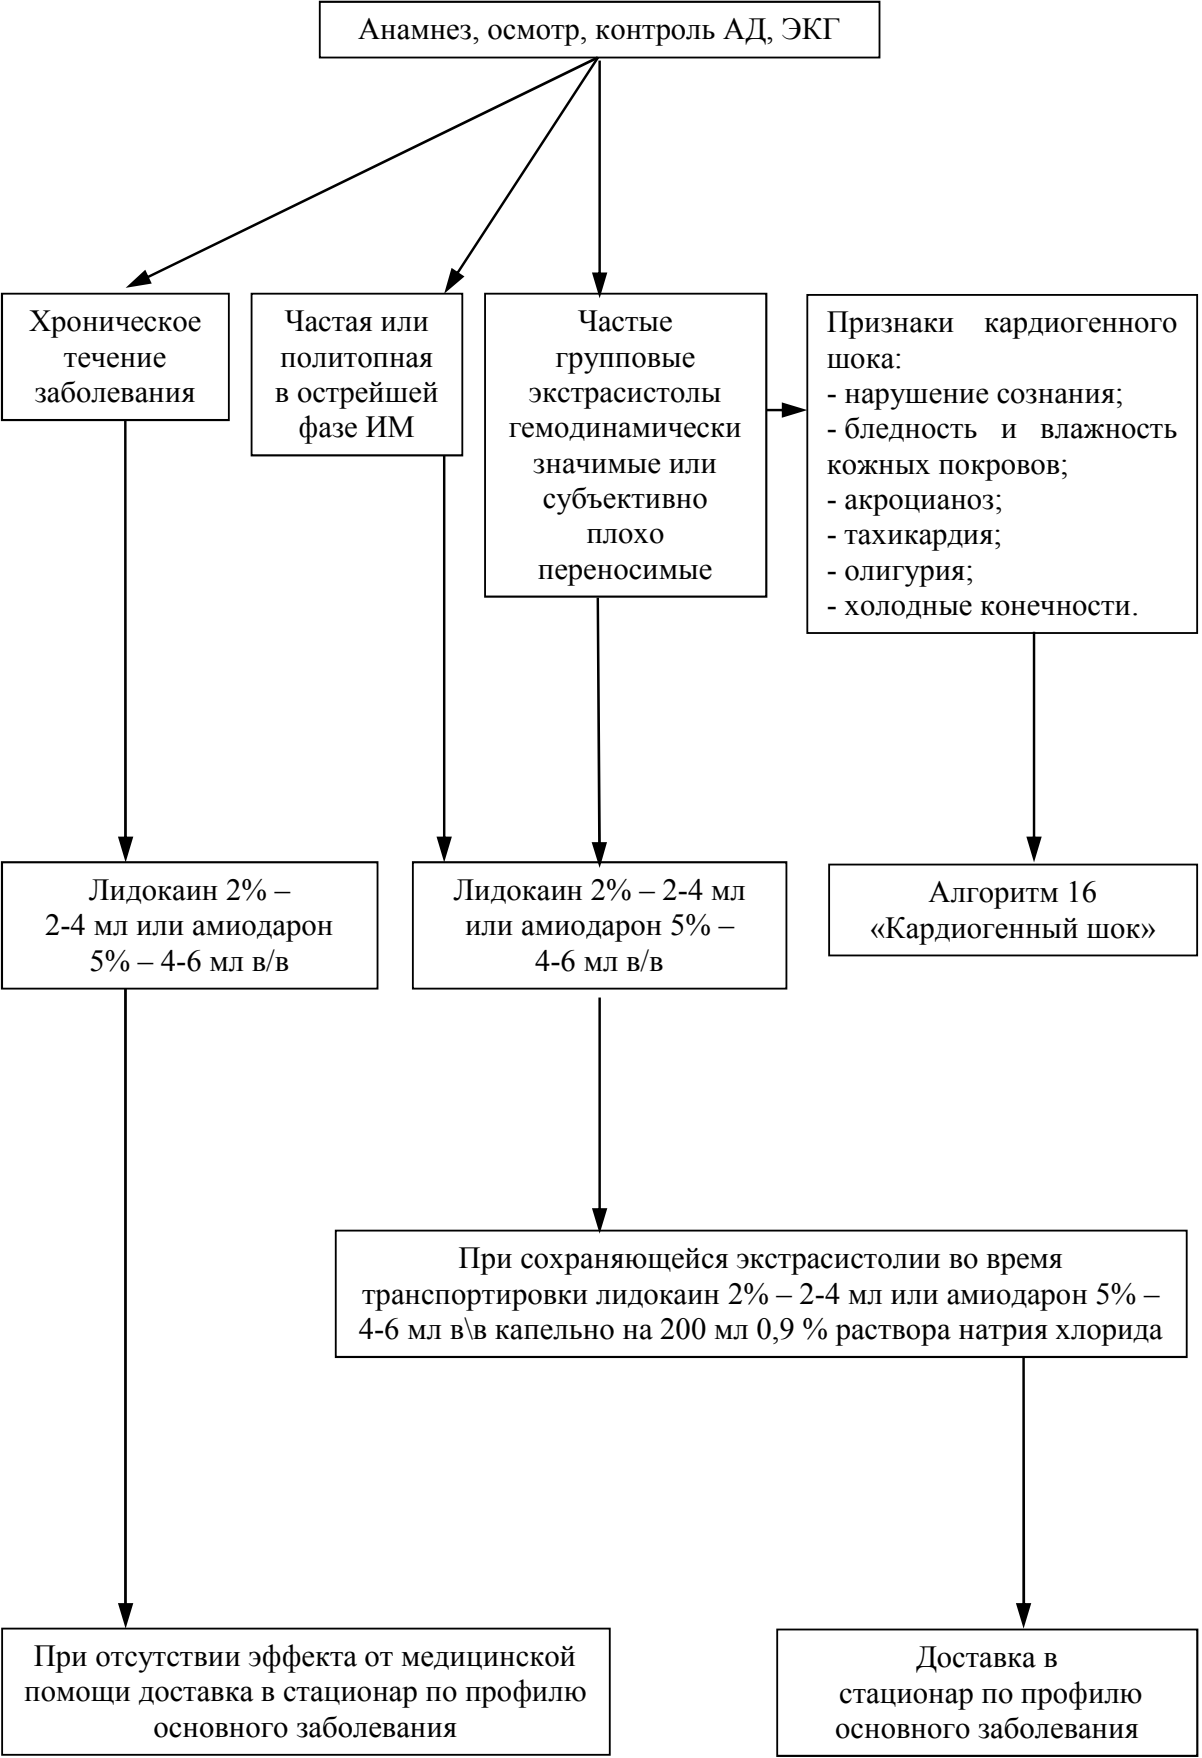 Анамнез, осмотр, контроль АД, ЭКГ
Хроническое
течение
заболевания
Частая или
политопная
в острейшей
фазе ИМ
Частые
групповые
экстрасистолы
гемодинамически
значимые или
субъективно
плохо
переносимые
Признаки кардиогенного
шока:
- нарушение сознания;
- бледность и влажность
кожных покровов;
- акроцианоз;
- тахикардия;
- олигурия;
- холодные конечности.
Лидокаин 2% –
2-4 мл или амиодарон
5% – 4-6 мл в/в
Лидокаин 2% – 2-4 мл
или амиодарон 5% –
4-6 мл в/в
Алгоритм 16
«Кардиогенный шок»
При сохраняющейся экстрасистолии во время
транспортировки лидокаин 2% – 2-4 мл или амиодарон 5% –
4-6 мл в\в капельно на 200 мл 0,9 % раствора натрия хлорида
При отсутствии эффекта от медицинской
помощи доставка в стационар по профилю
основного заболевания
Доставка в
стационар по профилю
основного заболевания